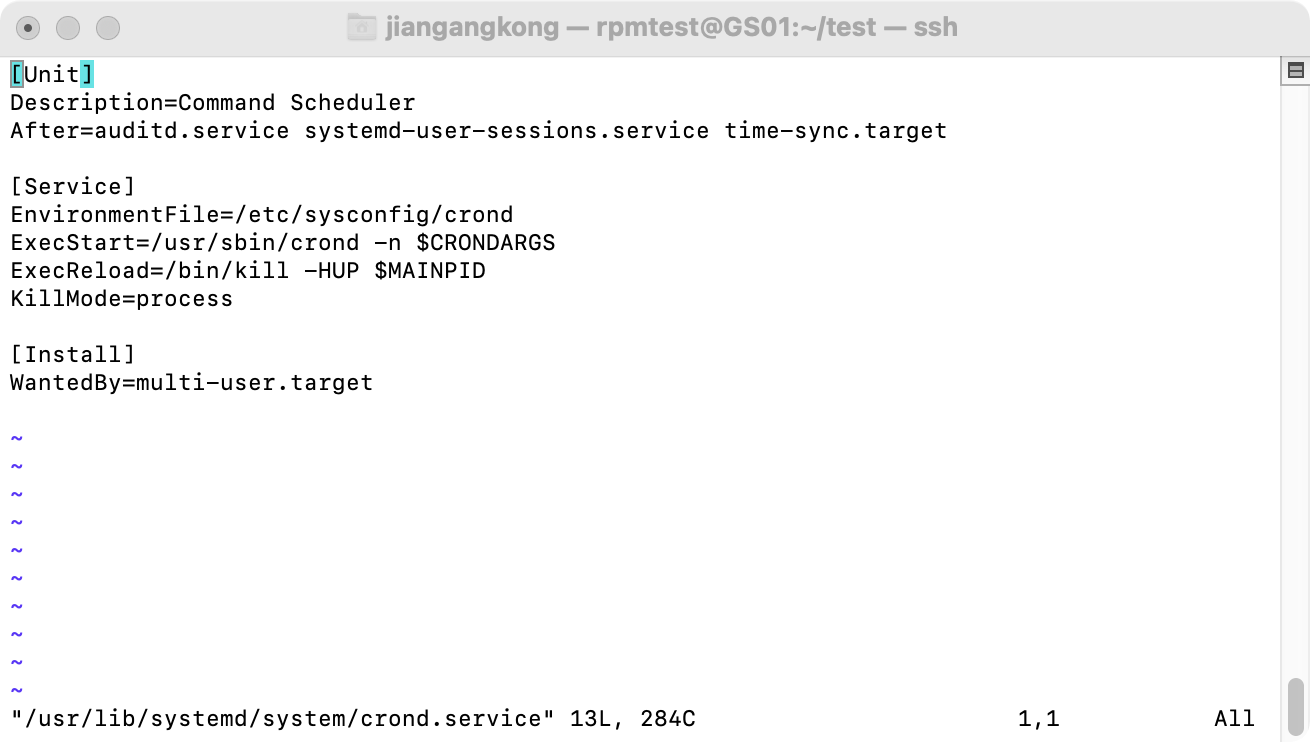 jiangangkong — rpmtest@GS01:~/test — ssh
[Unit]
Description=Command Scheduler
After=auditd.service systemd-user-sessions.service time-sync.target
[Service]
EnvironmentFile=/etc/sysconfig/crond
ExecStart=/usr/sbin/crond -n $CRONDARGS
ExecReload=/bin/kill -HUP $MAINPID
KillMode=process
[Install]
WantedBy=multi-user.target
~
~
~
~
~
~
~
~
~
~
"/usr/lib/systemd/system/crond.service" 13L, 284C 1,1 All